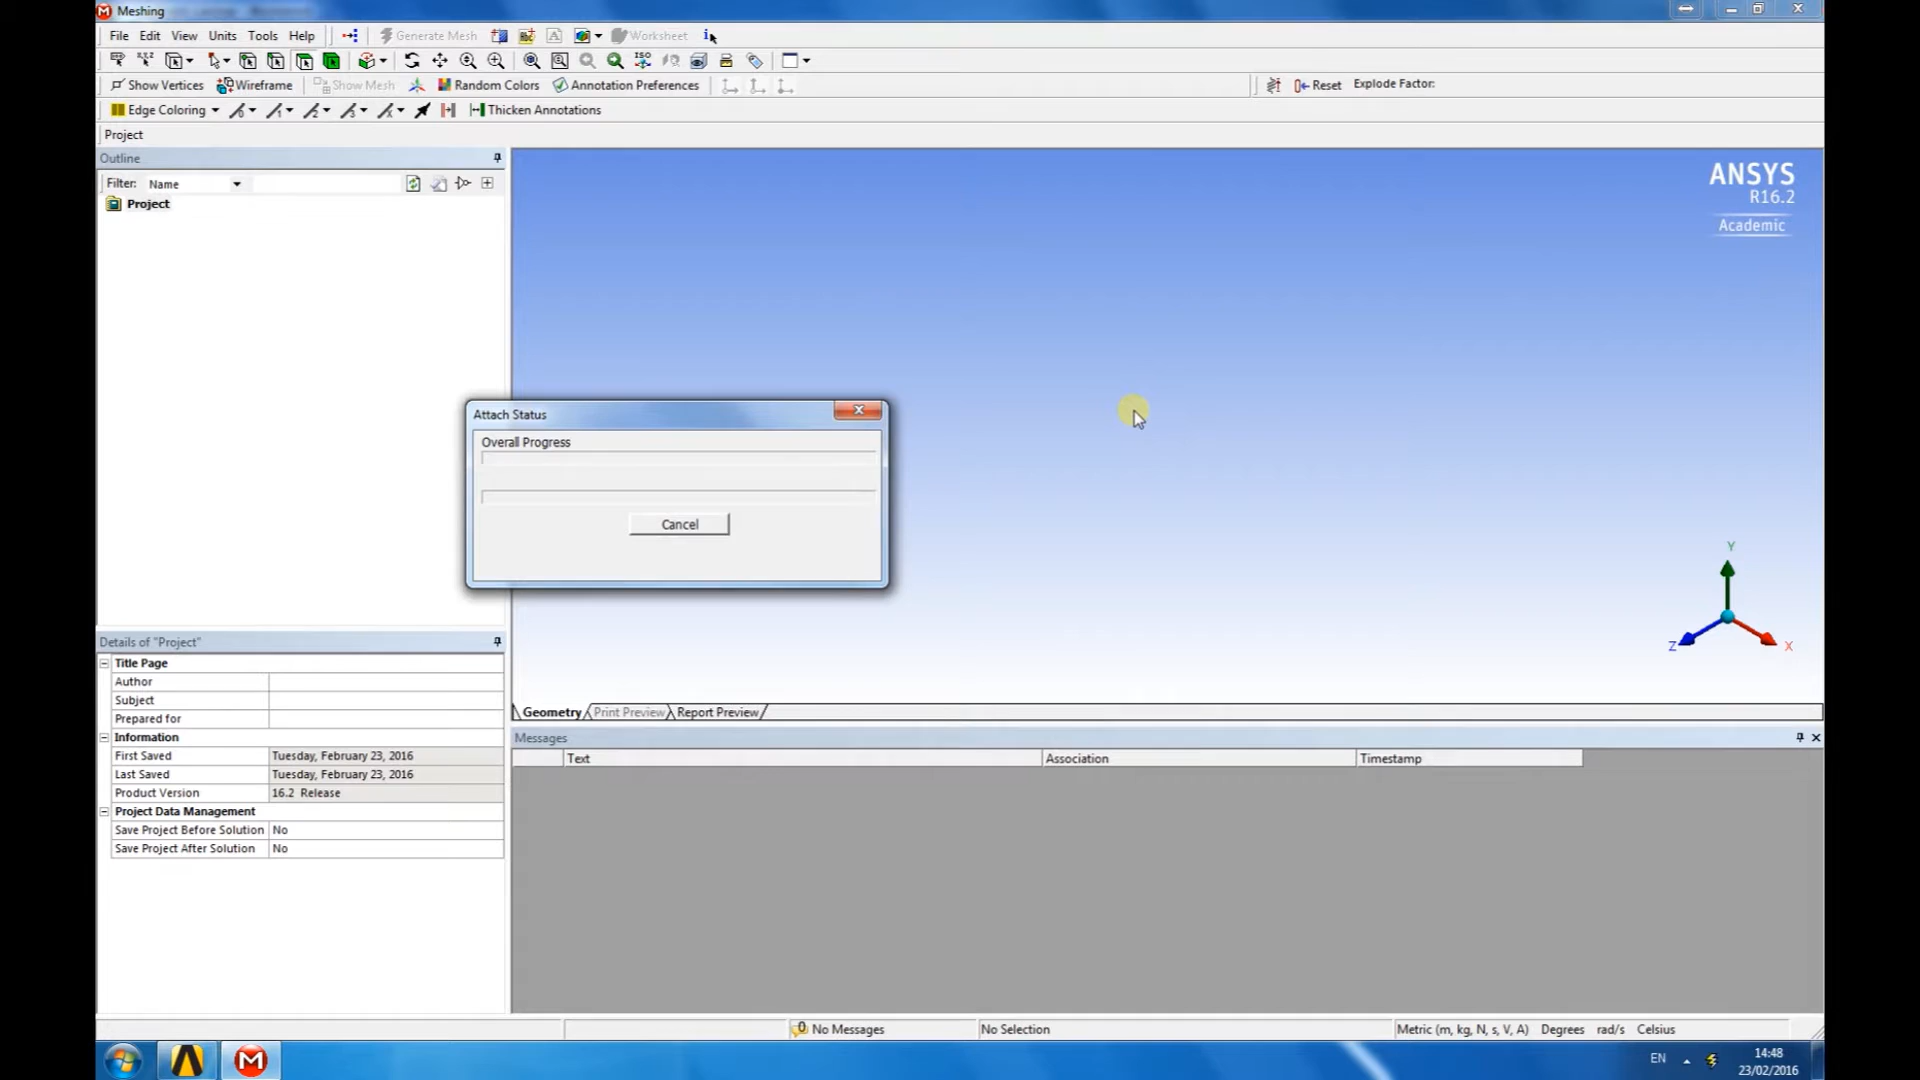 Meshing
File Edit View Units Tools Help Generate Mesh Worksheet
Show Vertices Wireframe Show Mesh Random Colors Annotation Preferences Reset Explode Factor:
Edge Coloring Thicken Annotations
Project
Outline
Filter: Name
Project
ANSYS
R16.2
Academic
Attach Status
Overall Progress
Cancel
Y
Z
X
Details of "Project"
Title Page
Author
Subject
Prepared for
Information
First Saved Tuesday, February 23, 2016
Last Saved Tuesday, February 23, 2016
Product Version 16.2 Release
Project Data Management
Save Project Before Solution No
Save Project After Solution No
Geometry Print Preview Report Preview
Messages
Text Association Timestamp
No Messages No Selection Metric (m, kg, N, s, V, A) Degrees rad/s Celsius
EN
14:48
23/02/2016